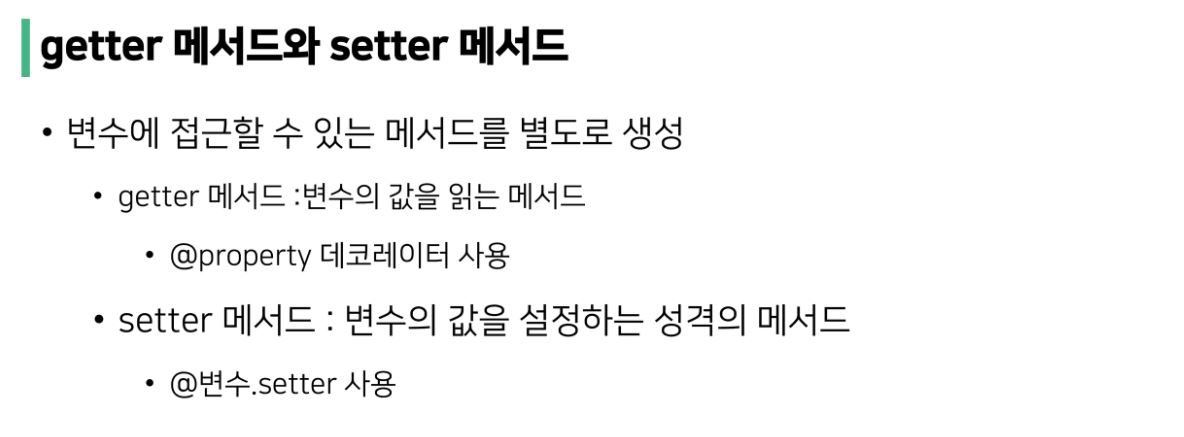 getter 메서드와 setter 메서드
• 변수에 접근할 수 있는 메서드를 별도로 생성
• getter 메서드 :변수의 값을 읽는 메서드
• @property 데코레이터 사용
• setter 메서드 : 변수의 값을 설정하는 성격의 메서드
• @변수.setter 사용